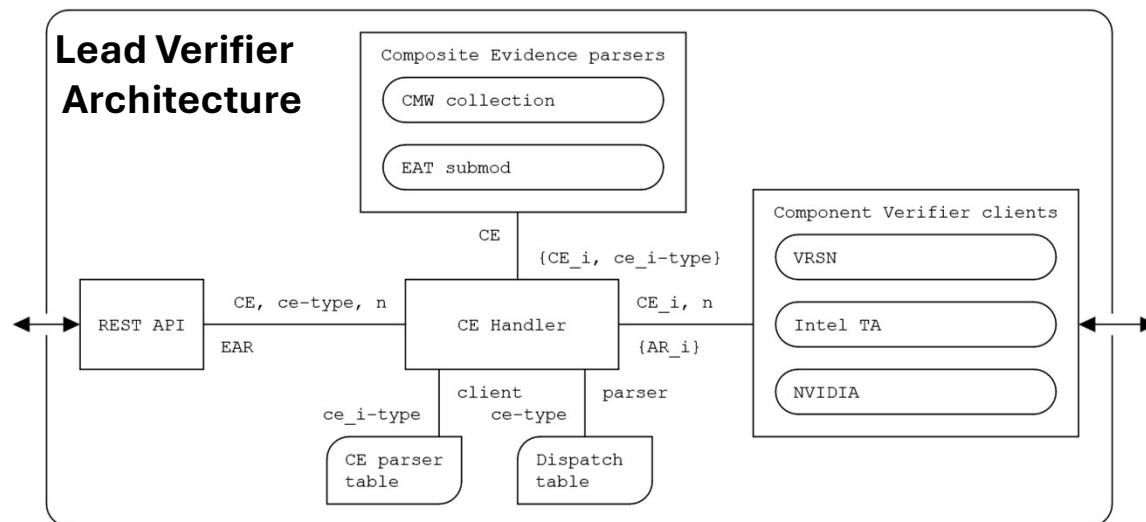 Lead Verifier
Architecture
Composite Evidence parsers
CMW collection
EAT submod
CE
{CE_i, ce_i-type}
Component Verifier clients
VRSN
Intel TA
NVIDIA
REST API
CE, ce-type, n
EAR
CE Handler
CE_i, n
{AR_i}
client
ce_i-type
parser
ce-type
CE parser
table
Dispatch
table